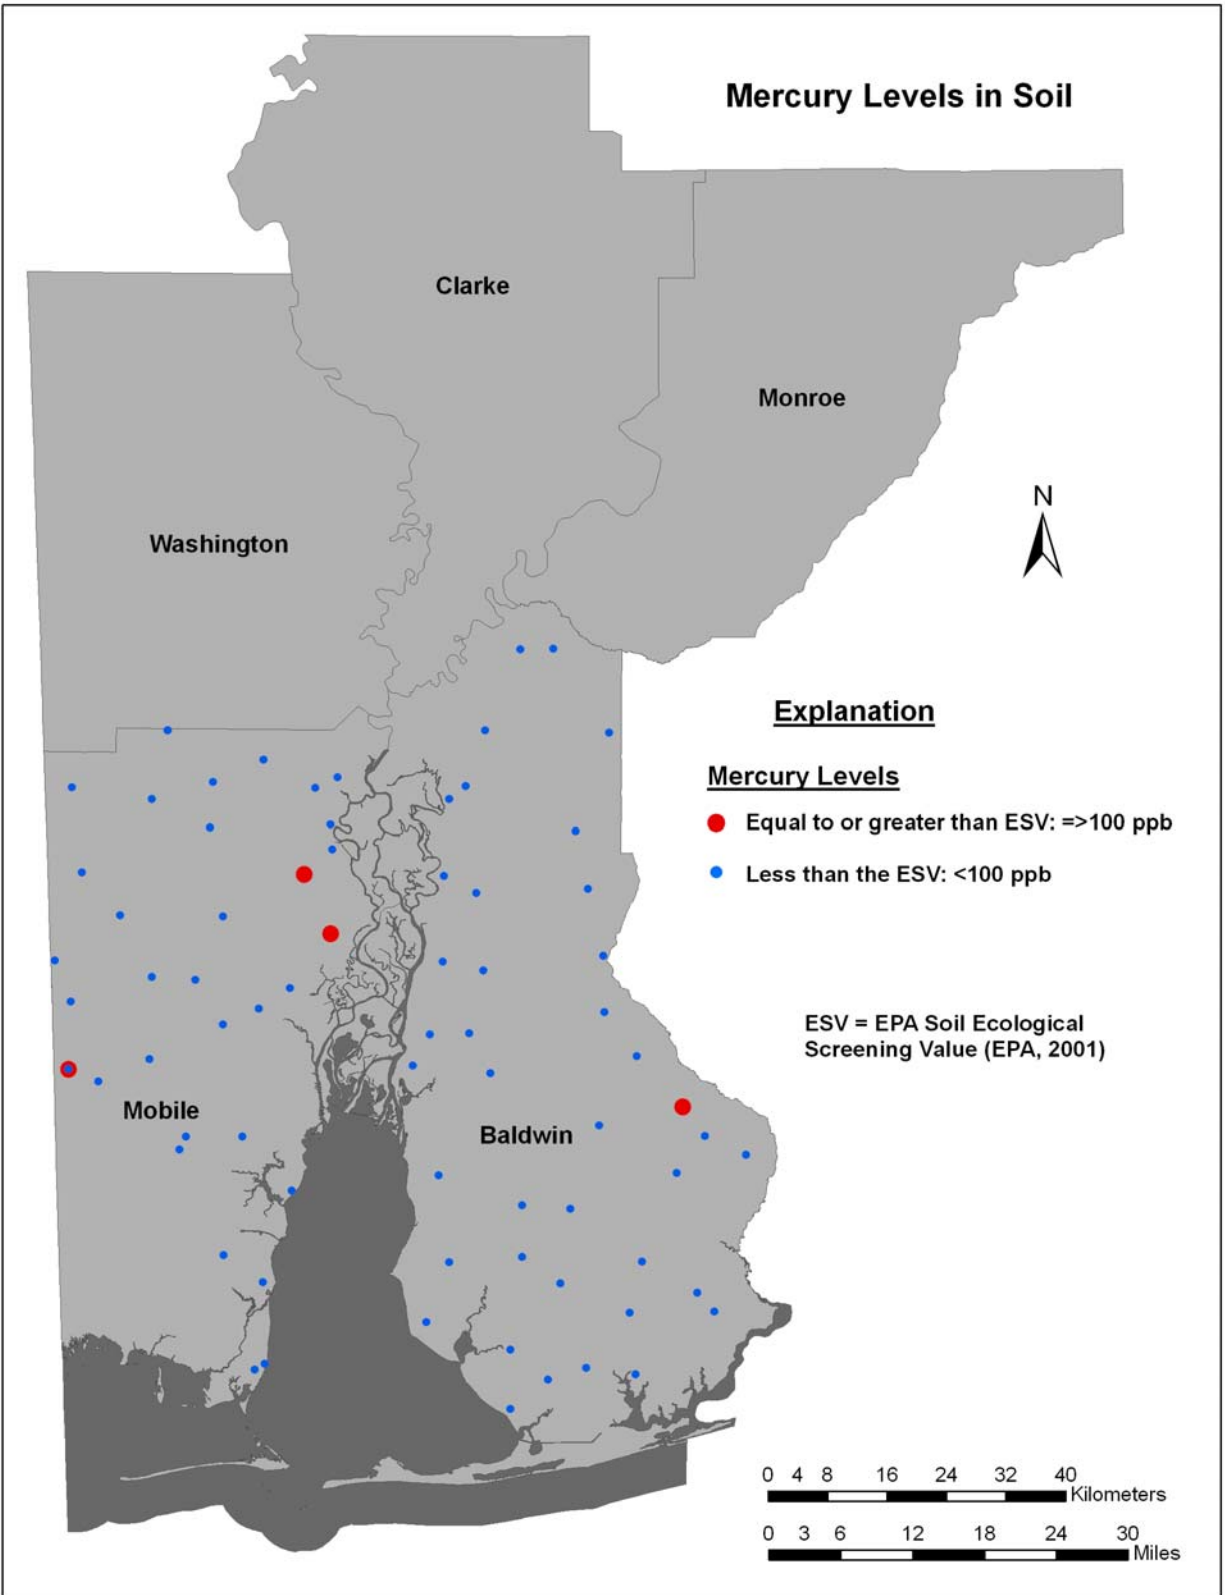 Mercury Levels in Soil
Clarke
Monroe
N
Washington
Explanation
Mercury Levels
Equal to or greater than ESV: =>100 ppb
Less than the ESV: <100 ppb
ESV = EPA Soil Ecological
Screening Value (EPA, 2001)
Mobile
Baldwin
0 4 8 16 24 32 40
Kilometers
0 3 6 12 18 24 30
Miles